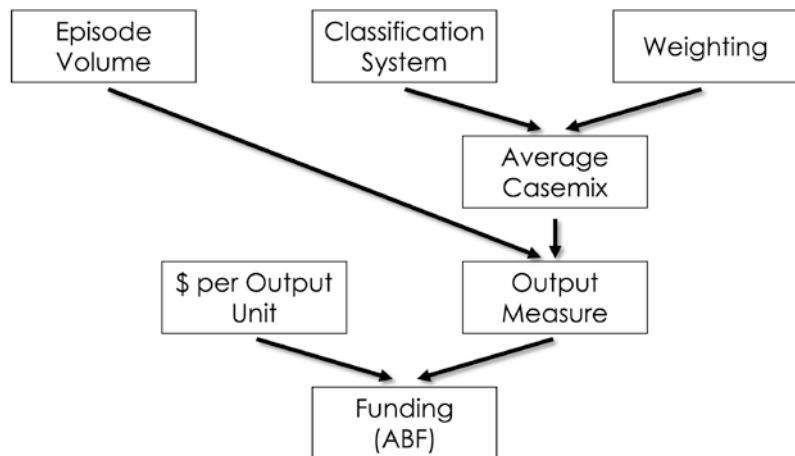 Episode
Volume
Classification
System
Weighting
Average
Casemix
$ per Output
Unit
Output
Measure
Funding
(ABF)